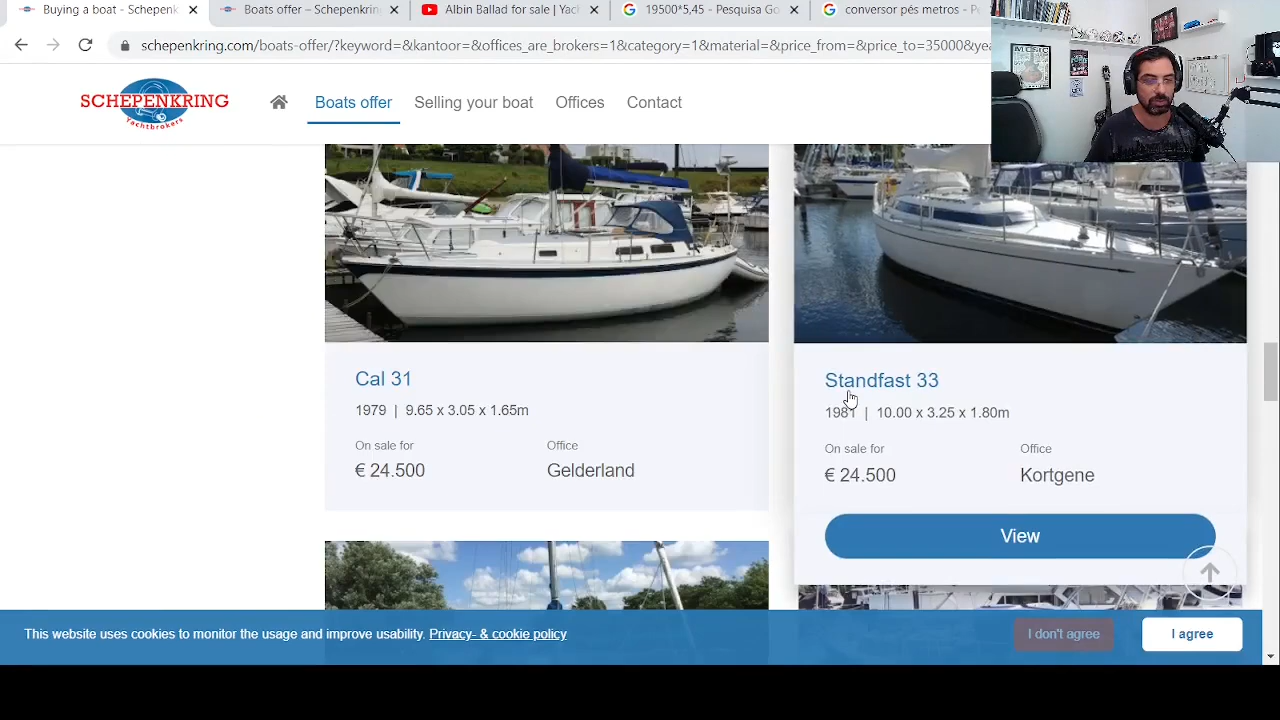 Buying a boat - Schepenk
Boats offer – Schepenkring
Albin Ballad for sale | Yac
19500*5,45 - Pesquisa Go
conversor pés metros - P
schepenkring.com/boats-offer/?keyword=&kantoor=&offices_are_brokers=1&category=1&material=&price_from=&price_to=35000&yea
SCHEPENKRING
Yachtbrokers
Boats offer
Selling your boat
Offices
Contact
Cal 31
1979 | 9.65 x 3.05 x 1.65m
On sale for
Office
€ 24.500
Gelderland
Standfast 33
1981 | 10.00 x 3.25 x 1.80m
On sale for
Office
€ 24.500
Kortgene
View
This website uses cookies to monitor the usage and improve usability. Privacy- & cookie policy
I don't agree
I agree